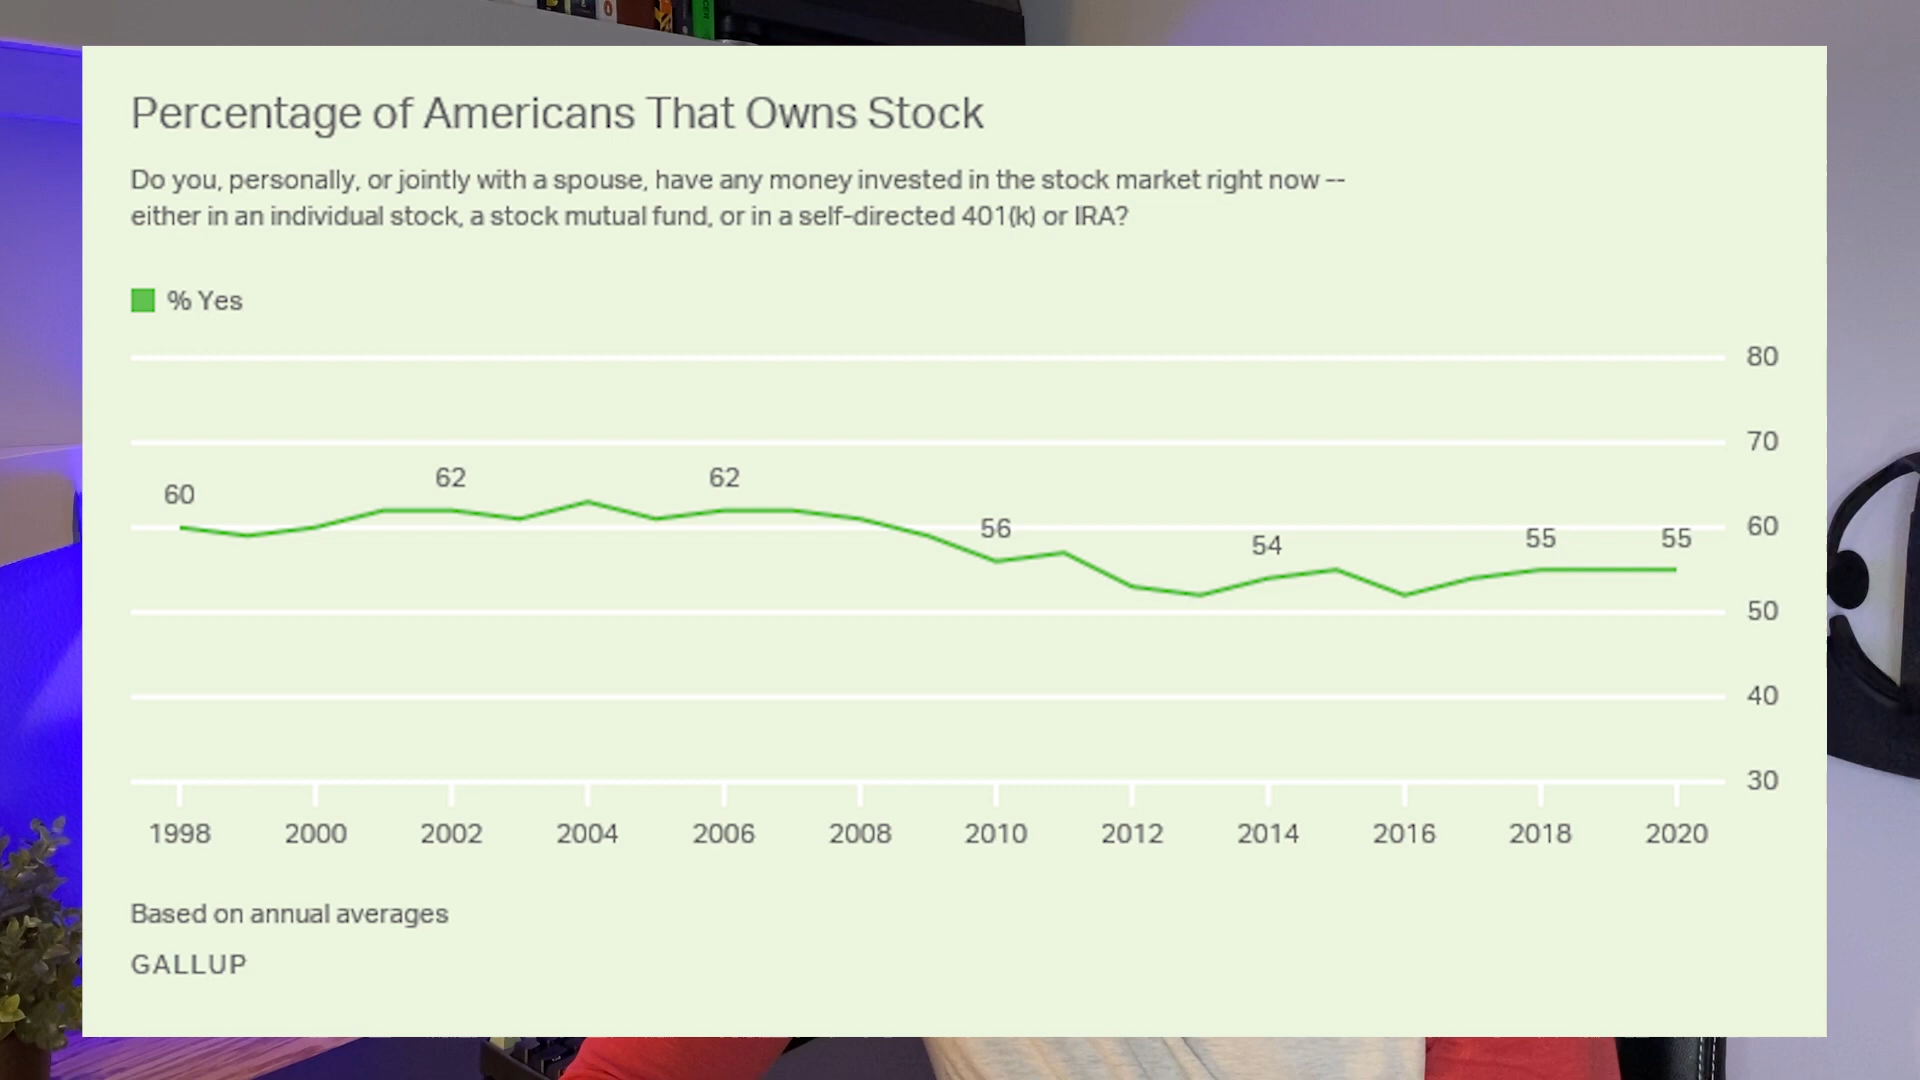 Percentage of Americans That Owns Stock
Do you, personally, or jointly with a spouse, have any money invested in the stock market right now --
either in an individual stock, a stock mutual fund, or in a self-directed 401(k) or IRA?
% Yes
80
70
60
50
40
30
60
62
62
56
54
55
55
1998 2000 2002 2004 2006 2008 2010 2012 2014 2016 2018 2020
Based on annual averages
GALLUP